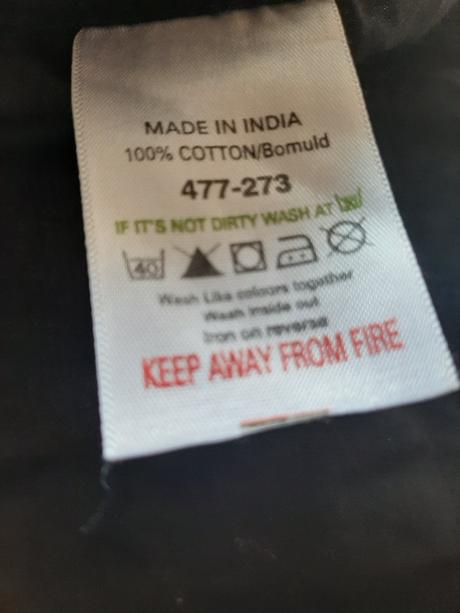 MADE IN INDIA
100% COTTON/Bomuld
477-273
IF IT'S NOT DIRTY WASH AT 30
40
Wash Like colours together
Wash inside out
Iron on reverse
KEEP AWAY FROM FIRE